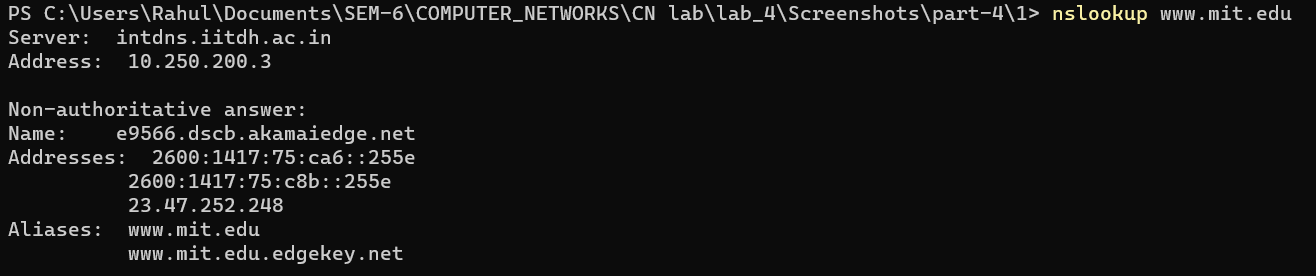 PS C:\Users\Rahul\Documents\SEM-6\COMPUTER_NETWORKS\CN lab\lab_4\Screenshots\part-4\1> nslookup www.mit.edu
Server:  intdns.iitdh.ac.in
Address:  10.250.200.3

Non-authoritative answer:
Name:    e9566.dscb.akamaiedge.net
Addresses:  2600:1417:75:ca6::255e
          2600:1417:75:c8b::255e
          23.47.252.248
Aliases:  www.mit.edu
          www.mit.edu.edgekey.net